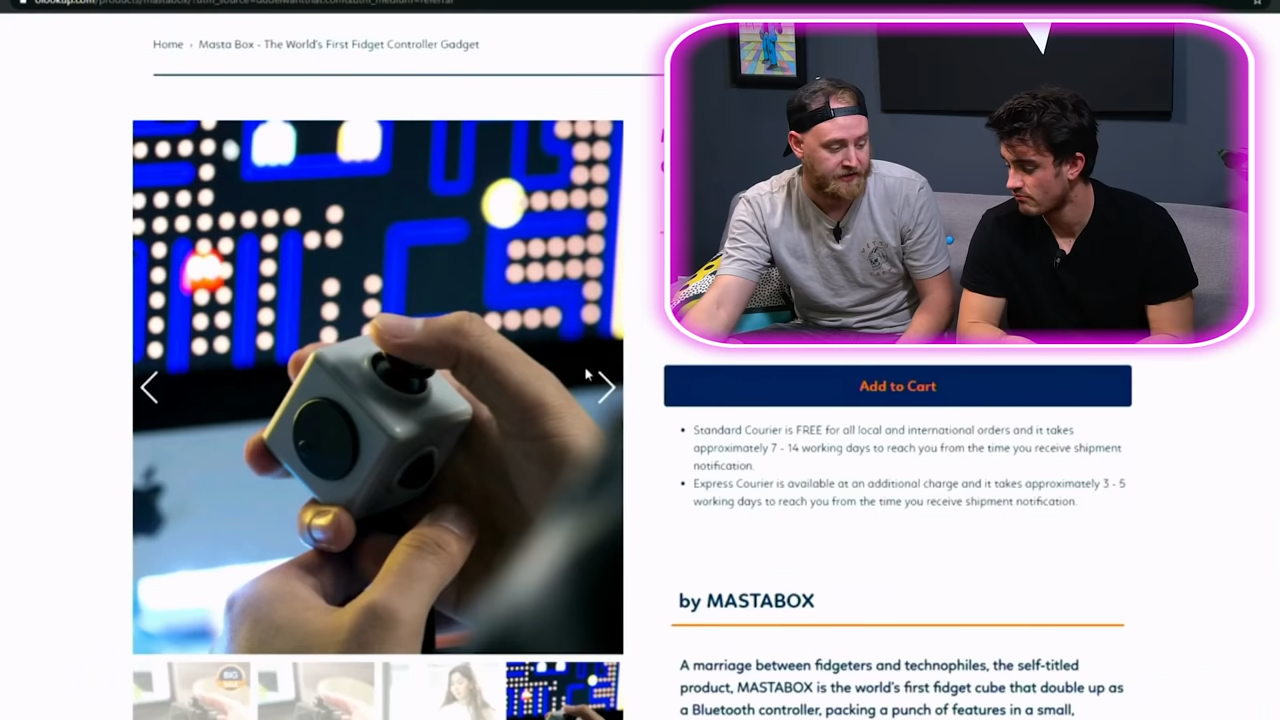 Home › Masta Box - The World's First Fidget Controller Gadget
Add to Cart
• Standard Courier is FREE for all local and international orders and it takes
approximately 7 - 14 working days to reach you from the time you receive shipment
notification.
• Express Courier is available at an additional charge and it takes approximately 3 - 5
working days to reach you from the time you receive shipment notification.
by MASTABOX
A marriage between fidgeters and technophiles, the self-titled
product, MASTABOX is the world's first fidget cube that double up as
a Bluetooth controller, packing a punch of features in a small,
BIG